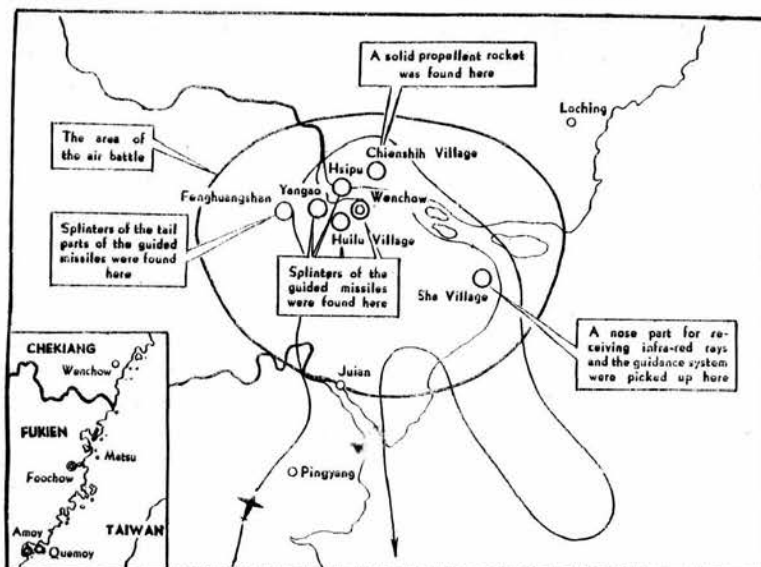 A solid propellent rocket
was found here
Loching
The area of
the air battle
Chienshih Village
Hsipu
Yangao
Wenchow
Fenghuangshan
Huilu Village
Splinters of the tail
parts of the guided
missiles were found
here
Splinters of the
guided missiles
were found here
Sha Village
A nose part for re-
ceiving infra-red rays
and the guidance system
were picked up here
Juian
Pingyang
CHEKIANG
Wenchow
FUKIEN
Matsu
Foochow
TAIWAN
Amoy
Quemoy